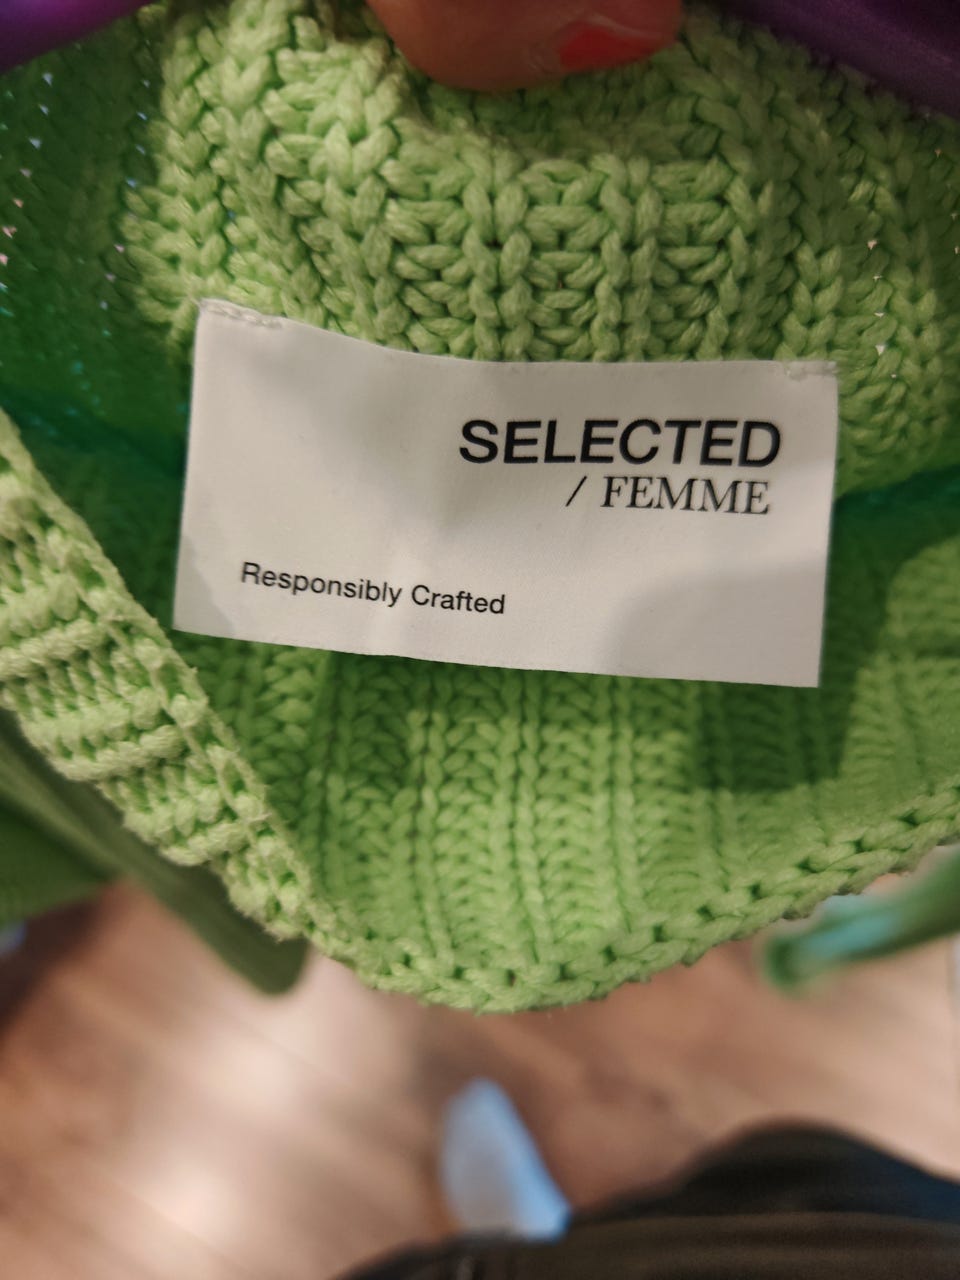 SELECTED
/ FEMME
Responsibly Crafted